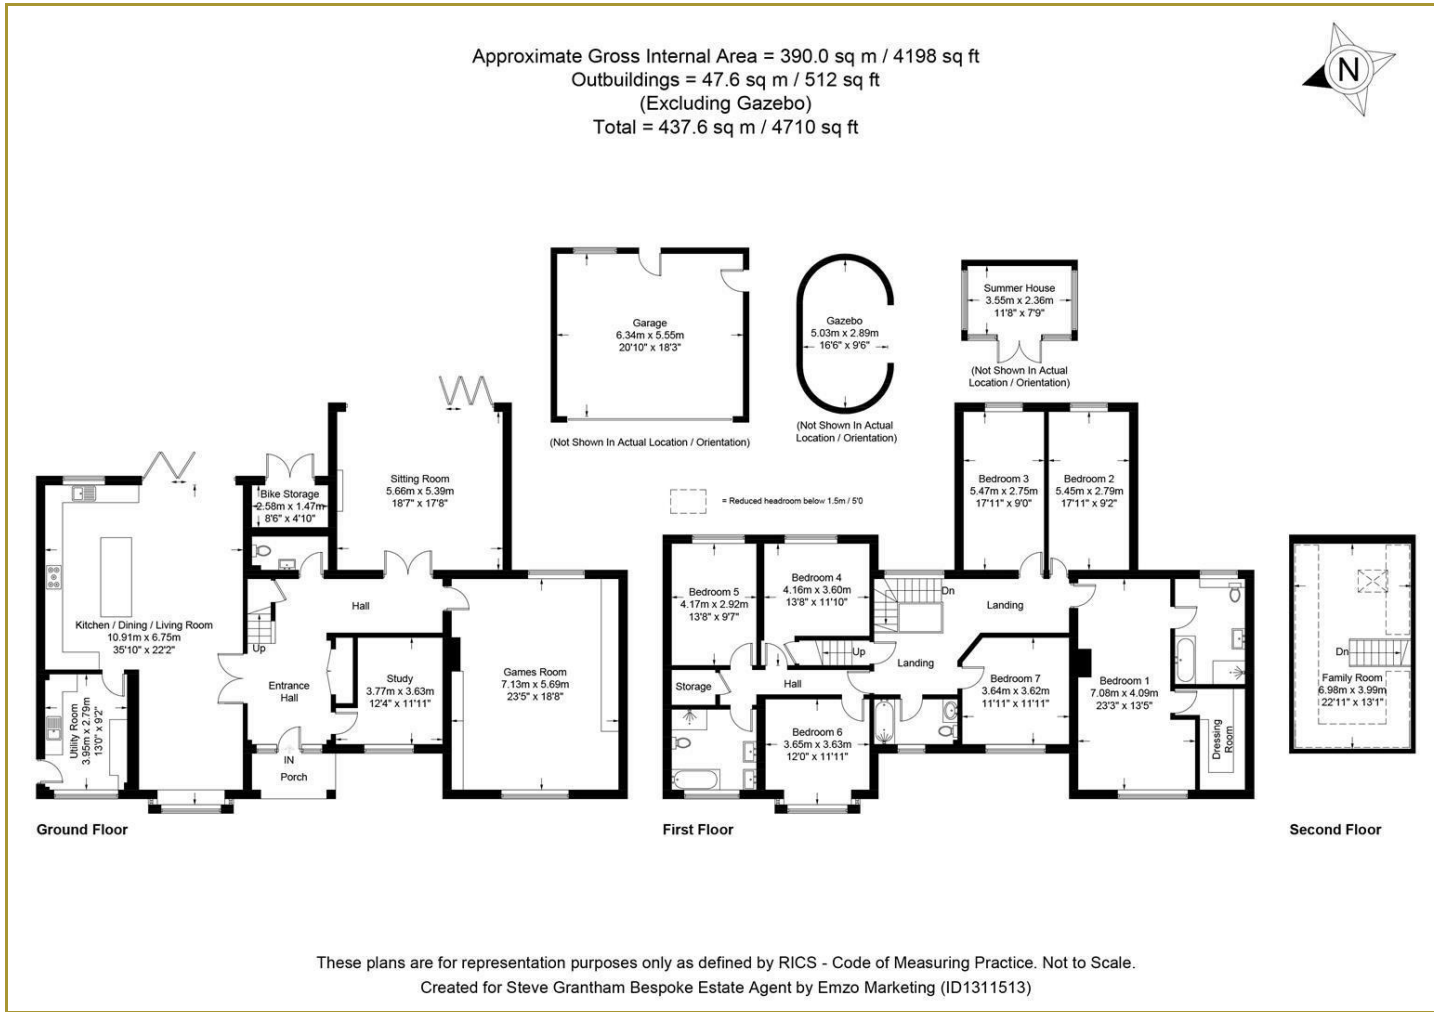 Approximate Gross Internal Area = 390.0 sq m / 4198 sq ft
Outbuildings = 47.6 sq m / 512 sq ft
(Excluding Gazebo)
Total = 437.6 sq m / 4710 sq ft
N
Garage
6.34m x 5.55m
20'10" x 18'3"
(Not Shown In Actual Location / Orientation)
Gazebo
5.03m x 2.89m
16'6" x 9'6"
(Not Shown In Actual
Location / Orientation)
Summer House
3.55m x 2.36m
11'8" x 7'9"
(Not Shown In Actual
Location / Orientation)
Sitting Room
5.66m x 5.39m
18'7" x 17'8"
Bike Storage
2.58m x 1.47m
8'6" x 4'10"
Kitchen / Dining / Living Room
10.91m x 6.75m
35'10" x 22'2"
Utility Room
3.95m x 2.79m
13'0" x 9'2"
Up
Hall
Entrance
Hall
Study
3.77m x 3.63m
12'4" x 11'11"
Games Room
7.13m x 5.69m
23'5" x 18'8"
IN
Porch
Ground Floor
= Reduced headroom below 1.5m / 5'0
Bedroom 3
5.47m x 2.75m
17'11" x 9'0"
Bedroom 2
5.45m x 2.79m
17'11" x 9'2"
Bedroom 5
4.17m x 2.92m
13'8" x 9'7"
Bedroom 4
4.16m x 3.60m
13'8" x 11'10"
Dn
Landing
Up
Landing
Storage
Hall
Bedroom 6
3.65m x 3.63m
12'0" x 11'11"
Bedroom 7
3.64m x 3.62m
11'11" x 11'11"
Bedroom 1
7.08m x 4.09m
23'3" x 13'5"
Dressing
Room
First Floor
Dn
Family Room
6.98m x 3.99m
22'11" x 13'1"
Second Floor
These plans are for representation purposes only as defined by RICS - Code of Measuring Practice. Not to Scale.
Created for Steve Grantham Bespoke Estate Agent by Emzo Marketing (ID1311513)